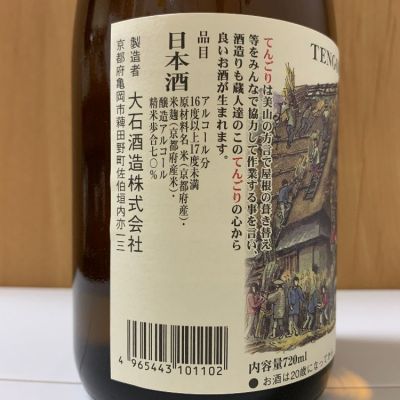 TENG
てんごりは美山の方言で屋根の葺き替え
等をみんなで協力して作業する事を言い、
酒造りも蔵人達のこのてんごりの心から
良いお酒が生まれます。
品目
日本酒
アルコール分
16度以上17度未満
原材料名 米(京都府産)・
米麹(京都府産米)・
醸造アルコール
精米歩合七〇%
製造者
大石酒造株式会社
京都府亀岡市薭田野町佐伯垣内亦一三
4 965443 101102
内容量720ml
●お酒は20歳になってか